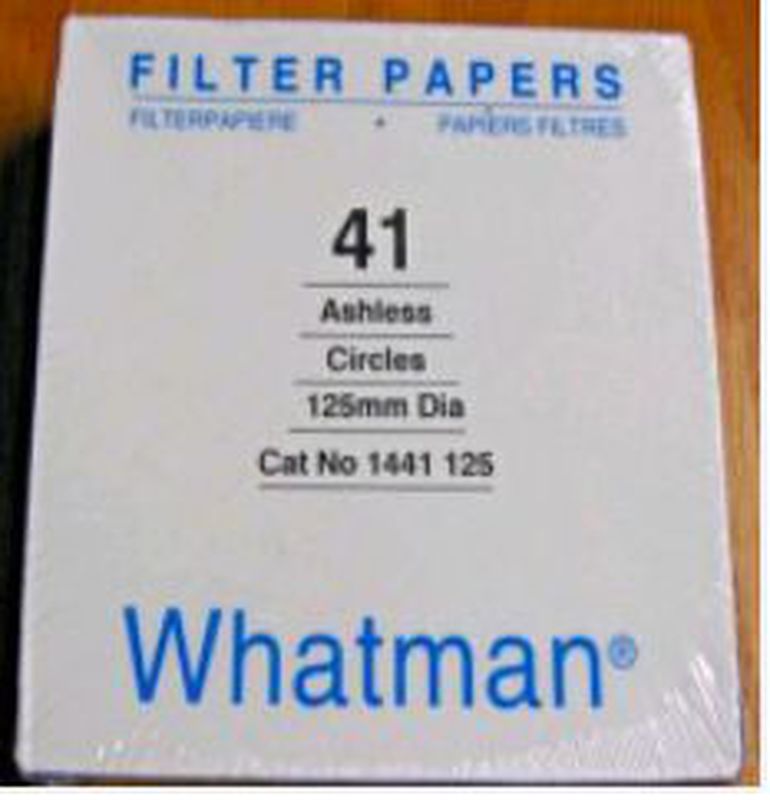 FILTER PAPERS
FILTERPAPIERE • PAPIERS FILTRES
41
Ashless
Circles
125mm Dia
Cat No 1441 125
Whatman®